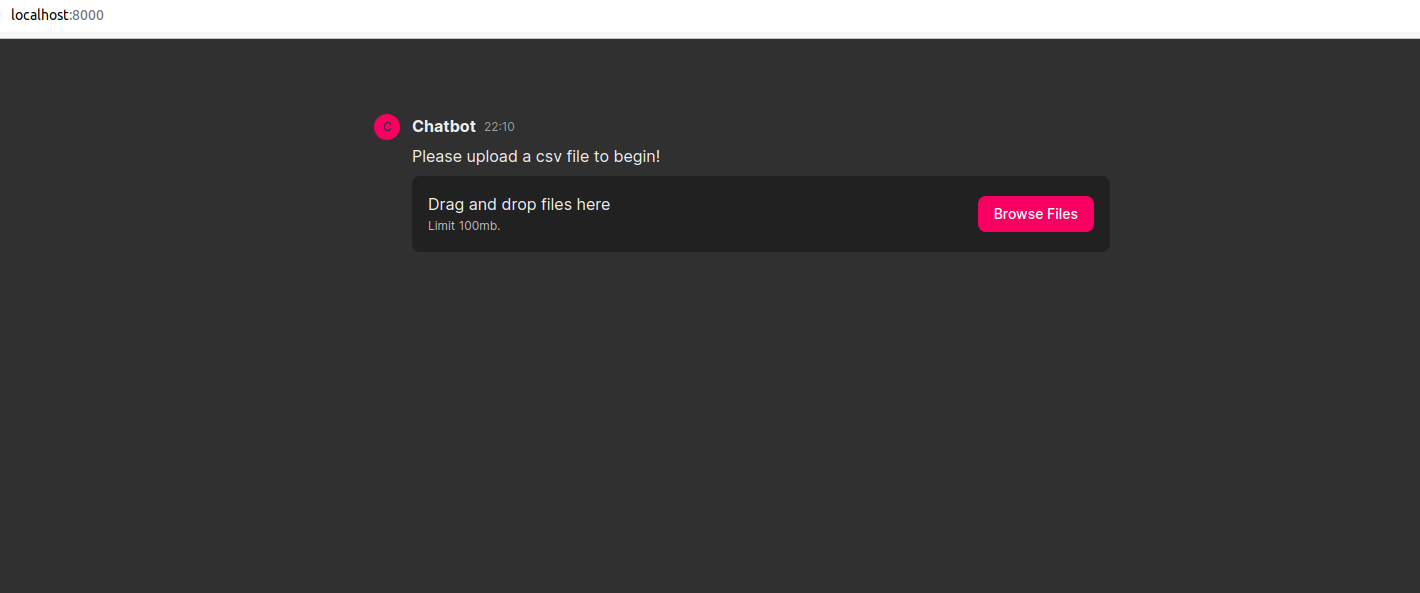 localhost:8000
C
Chatbot 22:10
Please upload a csv file to begin!
Drag and drop files here
Limit 100mb.
Browse Files